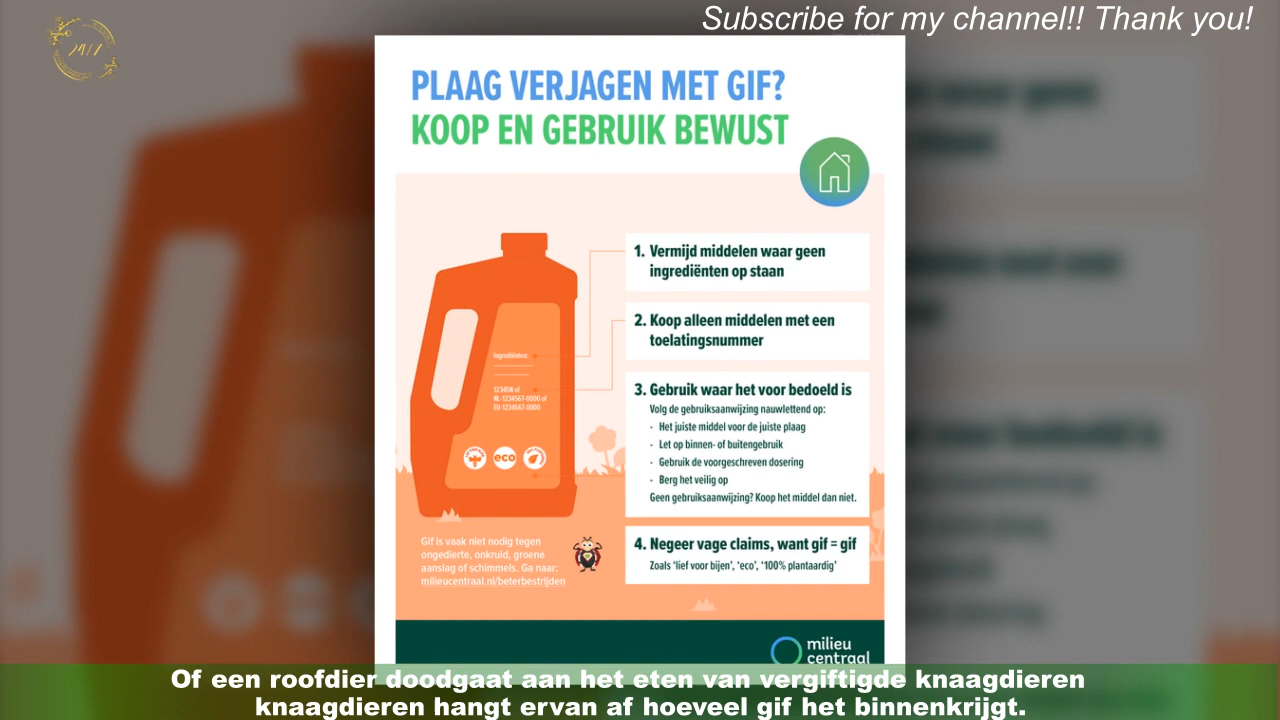 Subscribe for my channel!! Thank you!
24/7
PLAAG VERJAGEN MET GIF?
KOOP EN GEBRUIK BEWUST
1. Vermijd middelen waar geen
ingrediënten op staan
2. Koop alleen middelen met een
toelatingsnummer
3. Gebruik waar het voor bedoeld is
Volg de gebruiksaanwijzing nauwlettend op:
- Het juiste middel voor de juiste plaag
- Let op binnen- of buitengebruik
- Gebruik de voorgeschreven dosering
- Berg het veilig op
Geen gebruiksaanwijzing? Koop het middel dan niet.
4. Negeer vage claims, want gif = gif
Zoals ‘lief voor bijen’, ‘eco’, ‘100% plantaardig’
Ingrediënten:
12345N of
NL-1234567-0000 of
EU-1234567-0000
eco
Gif is vaak niet nodig tegen
ongedierte, onkruid, groene
aanslag of schimmels. Ga naar:
milieucentraal.nl/beterbestrijden
milieu
centraal
Of een roofdier doodgaat aan het eten van vergiftigde knaagdieren
knaagdieren hangt ervan af hoeveel gif het binnenkrijgt.